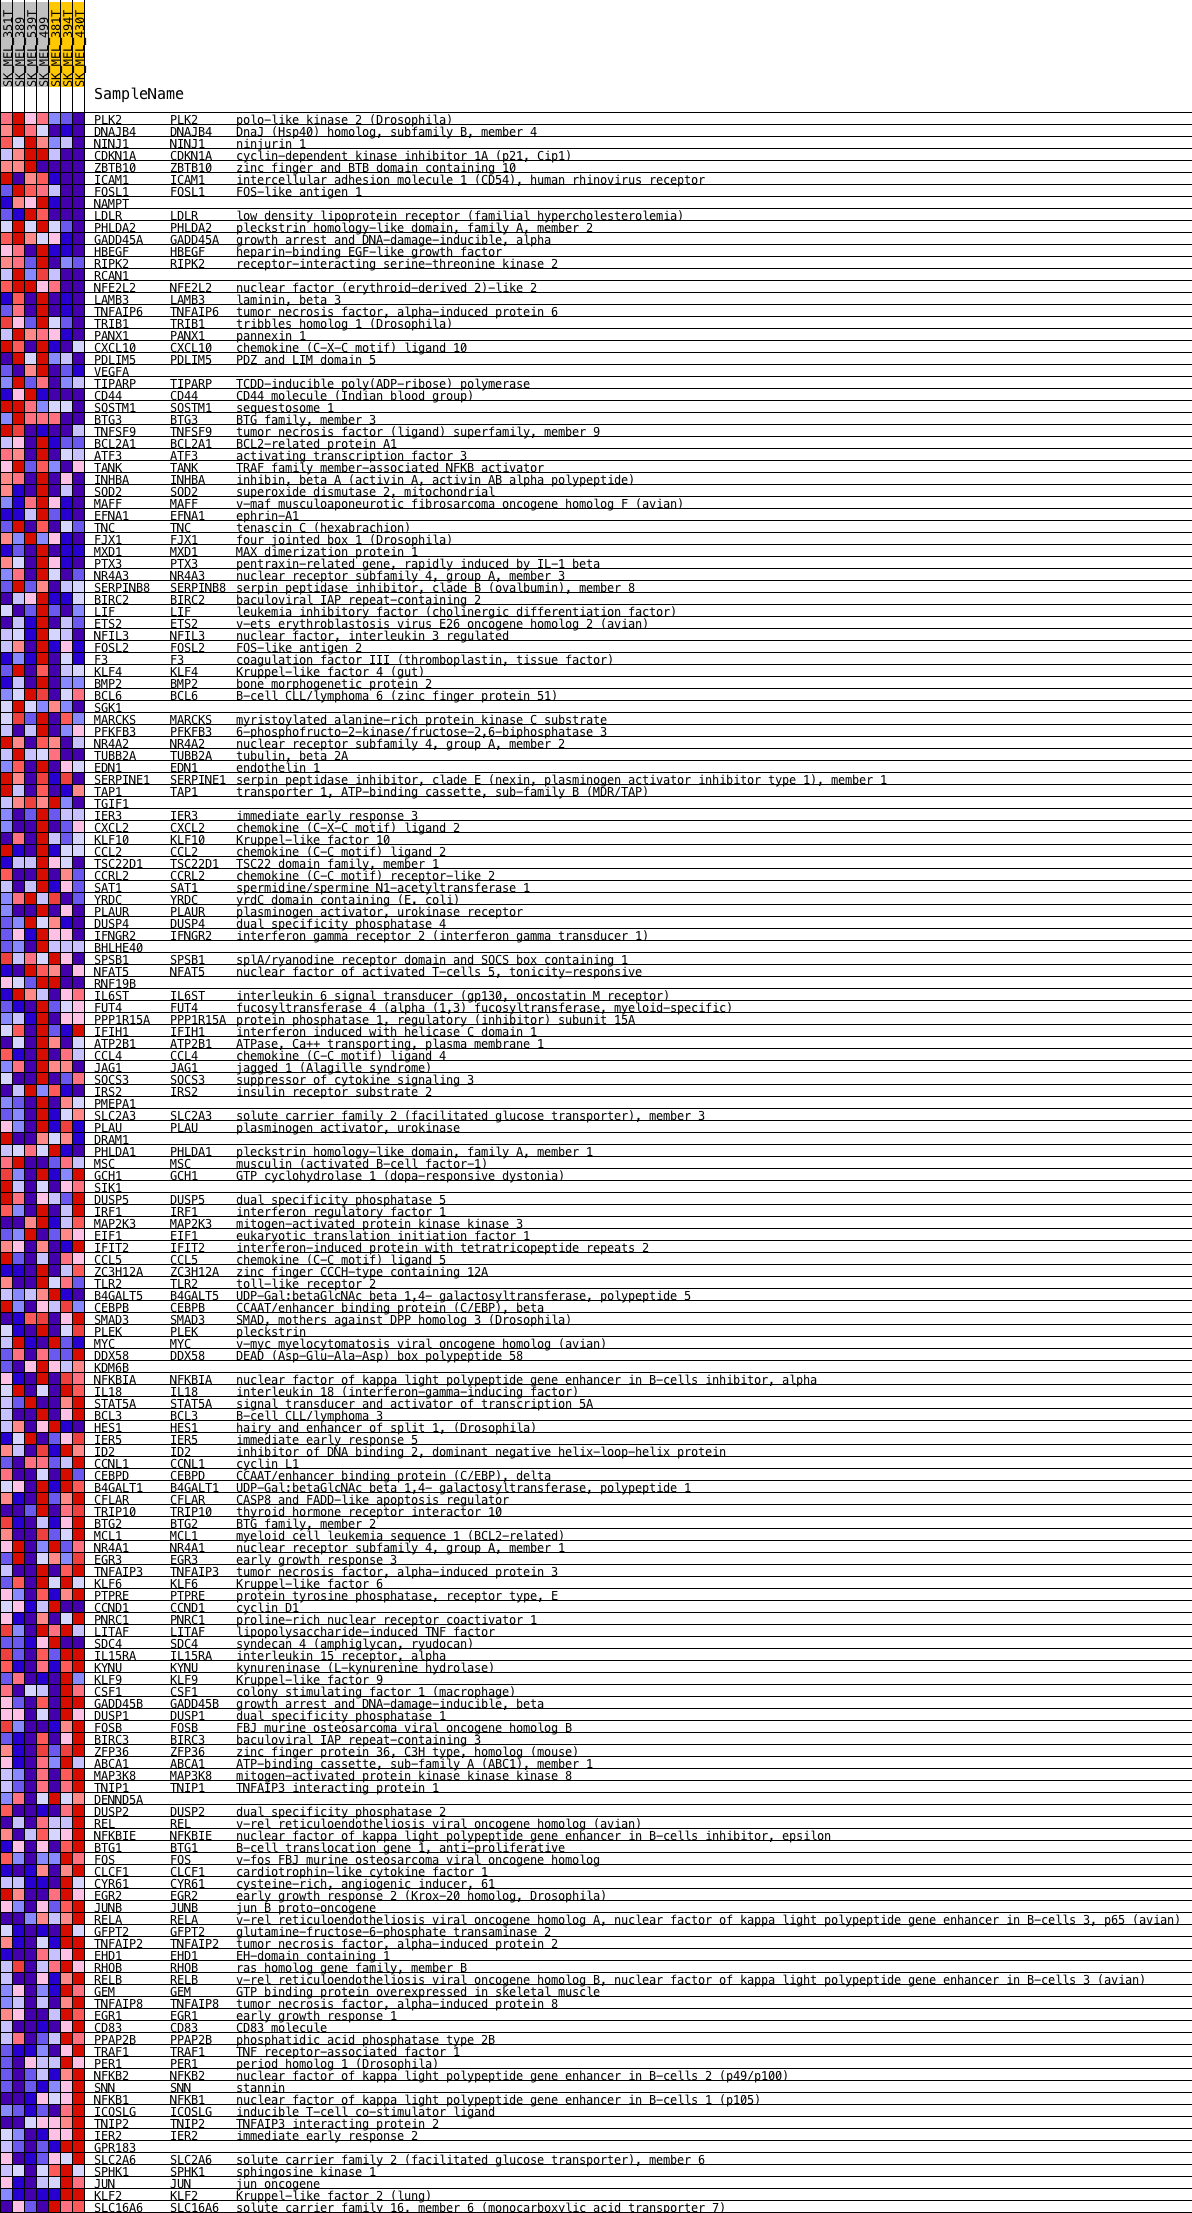 SK_MEL_351T
SK_MEL_389
SK_MEL_539T
SK_MEL_499
SK_MEL_381T
SK_MEL_394T
SK_MEL_430T
SampleName
PLK2 PLK2 polo-like kinase 2 (Drosophila)
DNAJB4 DNAJB4 DnaJ (Hsp40) homolog, subfamily B, member 4
NINJ1 NINJ1 ninjurin 1
CDKN1A CDKN1A cyclin-dependent kinase inhibitor 1A (p21, Cip1)
ZBTB10 ZBTB10 zinc finger and BTB domain containing 10
ICAM1 ICAM1 intercellular adhesion molecule 1 (CD54), human rhinovirus receptor
FOSL1 FOSL1 FOS-like antigen 1
NAMPT
LDLR LDLR low density lipoprotein receptor (familial hypercholesterolemia)
PHLDA2 PHLDA2 pleckstrin homology-like domain, family A, member 2
GADD45A GADD45A growth arrest and DNA-damage-inducible, alpha
HBEGF HBEGF heparin-binding EGF-like growth factor
RIPK2 RIPK2 receptor-interacting serine-threonine kinase 2
RCAN1
NFE2L2 NFE2L2 nuclear factor (erythroid-derived 2)-like 2
LAMB3 LAMB3 laminin, beta 3
TNFAIP6 TNFAIP6 tumor necrosis factor, alpha-induced protein 6
TRIB1 TRIB1 tribbles homolog 1 (Drosophila)
PANX1 PANX1 pannexin 1
CXCL10 CXCL10 chemokine (C-X-C motif) ligand 10
PDLIM5 PDLIM5 PDZ and LIM domain 5
VEGFA
TIPARP TIPARP TCDD-inducible poly(ADP-ribose) polymerase
CD44 CD44 CD44 molecule (Indian blood group)
SQSTM1 SQSTM1 sequestosome 1
BTG3 BTG3 BTG family, member 3
TNFSF9 TNFSF9 tumor necrosis factor (ligand) superfamily, member 9
BCL2A1 BCL2A1 BCL2-related protein A1
ATF3 ATF3 activating transcription factor 3
TANK TANK TRAF family member-associated NFKB activator
INHBA INHBA inhibin, beta A (activin A, activin AB alpha polypeptide)
SOD2 SOD2 superoxide dismutase 2, mitochondrial
MAFF MAFF v-maf musculoaponeurotic fibrosarcoma oncogene homolog F (avian)
EFNA1 EFNA1 ephrin-A1
TNC TNC tenascin C (hexabrachion)
FJX1 FJX1 four jointed box 1 (Drosophila)
MXD1 MXD1 MAX dimerization protein 1
PTX3 PTX3 pentraxin-related gene, rapidly induced by IL-1 beta
NR4A3 NR4A3 nuclear receptor subfamily 4, group A, member 3
SERPINB8 SERPINB8 serpin peptidase inhibitor, clade B (ovalbumin), member 8
BIRC2 BIRC2 baculoviral IAP repeat-containing 2
LIF LIF leukemia inhibitory factor (cholinergic differentiation factor)
ETS2 ETS2 v-ets erythroblastosis virus E26 oncogene homolog 2 (avian)
NFIL3 NFIL3 nuclear factor, interleukin 3 regulated
FOSL2 FOSL2 FOS-like antigen 2
F3 F3 coagulation factor III (thromboplastin, tissue factor)
KLF4 KLF4 Kruppel-like factor 4 (gut)
BMP2 BMP2 bone morphogenetic protein 2
BCL6 BCL6 B-cell CLL/lymphoma 6 (zinc finger protein 51)
SGK1
MARCKS MARCKS myristoylated alanine-rich protein kinase C substrate
PFKFB3 PFKFB3 6-phosphofructo-2-kinase/fructose-2,6-biphosphatase 3
NR4A2 NR4A2 nuclear receptor subfamily 4, group A, member 2
TUBB2A TUBB2A tubulin, beta 2A
EDN1 EDN1 endothelin 1
SERPINE1 SERPINE1 serpin peptidase inhibitor, clade E (nexin, plasminogen activator inhibitor type 1), member 1
TAP1 TAP1 transporter 1, ATP-binding cassette, sub-family B (MDR/TAP)
TGIF1
IER3 IER3 immediate early response 3
CXCL2 CXCL2 chemokine (C-X-C motif) ligand 2
KLF10 KLF10 Kruppel-like factor 10
CCL2 CCL2 chemokine (C-C motif) ligand 2
TSC22D1 TSC22D1 TSC22 domain family, member 1
CCRL2 CCRL2 chemokine (C-C motif) receptor-like 2
SAT1 SAT1 spermidine/spermine N1-acetyltransferase 1
YRDC YRDC yrdC domain containing (E. coli)
PLAUR PLAUR plasminogen activator, urokinase receptor
DUSP4 DUSP4 dual specificity phosphatase 4
IFNGR2 IFNGR2 interferon gamma receptor 2 (interferon gamma transducer 1)
BHLHE40
SPSB1 SPSB1 splA/ryanodine receptor domain and SOCS box containing 1
NFAT5 NFAT5 nuclear factor of activated T-cells 5, tonicity-responsive
RNF19B
IL6ST IL6ST interleukin 6 signal transducer (gp130, oncostatin M receptor)
FUT4 FUT4 fucosyltransferase 4 (alpha (1,3) fucosyltransferase, myeloid-specific)
PPP1R15A PPP1R15A protein phosphatase 1, regulatory (inhibitor) subunit 15A
IFIH1 IFIH1 interferon induced with helicase C domain 1
ATP2B1 ATP2B1 ATPase, Ca++ transporting, plasma membrane 1
CCL4 CCL4 chemokine (C-C motif) ligand 4
JAG1 JAG1 jagged 1 (Alagille syndrome)
SOCS3 SOCS3 suppressor of cytokine signaling 3
IRS2 IRS2 insulin receptor substrate 2
PMEPA1
SLC2A3 SLC2A3 solute carrier family 2 (facilitated glucose transporter), member 3
PLAU PLAU plasminogen activator, urokinase
DRAM1
PHLDA1 PHLDA1 pleckstrin homology-like domain, family A, member 1
MSC MSC musculin (activated B-cell factor-1)
GCH1 GCH1 GTP cyclohydrolase 1 (dopa-responsive dystonia)
SIK1
DUSP5 DUSP5 dual specificity phosphatase 5
IRF1 IRF1 interferon regulatory factor 1
MAP2K3 MAP2K3 mitogen-activated protein kinase kinase 3
EIF1 EIF1 eukaryotic translation initiation factor 1
IFIT2 IFIT2 interferon-induced protein with tetratricopeptide repeats 2
CCL5 CCL5 chemokine (C-C motif) ligand 5
ZC3H12A ZC3H12A zinc finger CCCH-type containing 12A
TLR2 TLR2 toll-like receptor 2
B4GALT5 B4GALT5 UDP-Gal:betaGlcNAc beta 1,4- galactosyltransferase, polypeptide 5
CEBPB CEBPB CCAAT/enhancer binding protein (C/EBP), beta
SMAD3 SMAD3 SMAD, mothers against DPP homolog 3 (Drosophila)
PLEK PLEK pleckstrin
MYC MYC v-myc myelocytomatosis viral oncogene homolog (avian)
DDX58 DDX58 DEAD (Asp-Glu-Ala-Asp) box polypeptide 58
KDM6B
NFKBIA NFKBIA nuclear factor of kappa light polypeptide gene enhancer in B-cells inhibitor, alpha
IL18 IL18 interleukin 18 (interferon-gamma-inducing factor)
STAT5A STAT5A signal transducer and activator of transcription 5A
BCL3 BCL3 B-cell CLL/lymphoma 3
HES1 HES1 hairy and enhancer of split 1, (Drosophila)
IER5 IER5 immediate early response 5
ID2 ID2 inhibitor of DNA binding 2, dominant negative helix-loop-helix protein
CCNL1 CCNL1 cyclin L1
CEBPD CEBPD CCAAT/enhancer binding protein (C/EBP), delta
B4GALT1 B4GALT1 UDP-Gal:betaGlcNAc beta 1,4- galactosyltransferase, polypeptide 1
CFLAR CFLAR CASP8 and FADD-like apoptosis regulator
TRIP10 TRIP10 thyroid hormone receptor interactor 10
BTG2 BTG2 BTG family, member 2
MCL1 MCL1 myeloid cell leukemia sequence 1 (BCL2-related)
NR4A1 NR4A1 nuclear receptor subfamily 4, group A, member 1
EGR3 EGR3 early growth response 3
TNFAIP3 TNFAIP3 tumor necrosis factor, alpha-induced protein 3
KLF6 KLF6 Kruppel-like factor 6
PTPRE PTPRE protein tyrosine phosphatase, receptor type, E
CCND1 CCND1 cyclin D1
PNRC1 PNRC1 proline-rich nuclear receptor coactivator 1
LITAF LITAF lipopolysaccharide-induced TNF factor
SDC4 SDC4 syndecan 4 (amphiglycan, ryudocan)
IL15RA IL15RA interleukin 15 receptor, alpha
KYNU KYNU kynureninase (L-kynurenine hydrolase)
KLF9 KLF9 Kruppel-like factor 9
CSF1 CSF1 colony stimulating factor 1 (macrophage)
GADD45B GADD45B growth arrest and DNA-damage-inducible, beta
DUSP1 DUSP1 dual specificity phosphatase 1
FOSB FOSB FBJ murine osteosarcoma viral oncogene homolog B
BIRC3 BIRC3 baculoviral IAP repeat-containing 3
ZFP36 ZFP36 zinc finger protein 36, C3H type, homolog (mouse)
ABCA1 ABCA1 ATP-binding cassette, sub-family A (ABC1), member 1
MAP3K8 MAP3K8 mitogen-activated protein kinase kinase kinase 8
TNIP1 TNIP1 TNFAIP3 interacting protein 1
DENND5A
DUSP2 DUSP2 dual specificity phosphatase 2
REL REL v-rel reticuloendotheliosis viral oncogene homolog (avian)
NFKBIE NFKBIE nuclear factor of kappa light polypeptide gene enhancer in B-cells inhibitor, epsilon
BTG1 BTG1 B-cell translocation gene 1, anti-proliferative
FOS FOS v-fos FBJ murine osteosarcoma viral oncogene homolog
CLCF1 CLCF1 cardiotrophin-like cytokine factor 1
CYR61 CYR61 cysteine-rich, angiogenic inducer, 61
EGR2 EGR2 early growth response 2 (Krox-20 homolog, Drosophila)
JUNB JUNB jun B proto-oncogene
RELA RELA v-rel reticuloendotheliosis viral oncogene homolog A, nuclear factor of kappa light polypeptide gene enhancer in B-cells 3, p65 (avian)
GFPT2 GFPT2 glutamine-fructose-6-phosphate transaminase 2
TNFAIP2 TNFAIP2 tumor necrosis factor, alpha-induced protein 2
EHD1 EHD1 EH-domain containing 1
RHOB RHOB ras homolog gene family, member B
RELB RELB v-rel reticuloendotheliosis viral oncogene homolog B, nuclear factor of kappa light polypeptide gene enhancer in B-cells 3 (avian)
GEM GEM GTP binding protein overexpressed in skeletal muscle
TNFAIP8 TNFAIP8 tumor necrosis factor, alpha-induced protein 8
EGR1 EGR1 early growth response 1
CD83 CD83 CD83 molecule
PPAP2B PPAP2B phosphatidic acid phosphatase type 2B
TRAF1 TRAF1 TNF receptor-associated factor 1
PER1 PER1 period homolog 1 (Drosophila)
NFKB2 NFKB2 nuclear factor of kappa light polypeptide gene enhancer in B-cells 2 (p49/p100)
SNN SNN stannin
NFKB1 NFKB1 nuclear factor of kappa light polypeptide gene enhancer in B-cells 1 (p105)
ICOSLG ICOSLG inducible T-cell co-stimulator ligand
TNIP2 TNIP2 TNFAIP3 interacting protein 2
IER2 IER2 immediate early response 2
GPR183
SLC2A6 SLC2A6 solute carrier family 2 (facilitated glucose transporter), member 6
SPHK1 SPHK1 sphingosine kinase 1
JUN JUN jun oncogene
KLF2 KLF2 Kruppel-like factor 2 (lung)
SLC16A6 SLC16A6 solute carrier family 16, member 6 (monocarboxylic acid transporter 7)